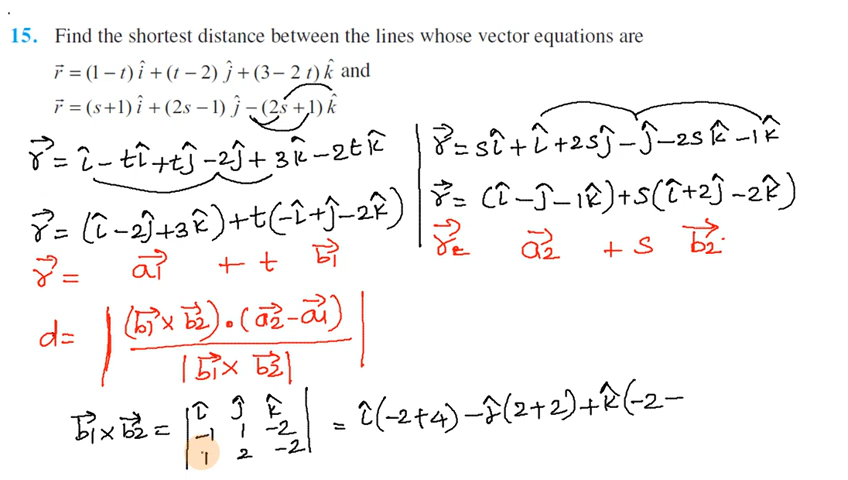 15. Find the shortest distance between the lines whose vector equations are
r⃗ = (1 – t) î + (t – 2) ĵ + (3 – 2 t) k̂ and
r⃗ = (s+1) î + (2s – 1) ĵ – (2s + 1) k̂
r⃗ = î - tî + tĵ - 2ĵ + 3k̂ - 2tk̂
r⃗ = (î - 2ĵ + 3k̂) + t(-î + ĵ - 2k̂)
r⃗ = a₁⃗ + t b₁⃗
r⃗ = sî + î + 2sĵ - ĵ - 2sk̂ - 1k̂
r⃗ = (î - ĵ - 1k̂) + s(î + 2ĵ - 2k̂)
r⃗ = a₂⃗ + s b₂⃗
d = | (b₁⃗ × b₂⃗) • (a₂⃗ - a₁⃗) |
| b₁⃗ × b₂⃗ |
b₁⃗ × b₂⃗ = | î ĵ k̂ | = î(-2+4) - ĵ(2+2) + k̂(-2 -
-1 1 -2
1 2 -2